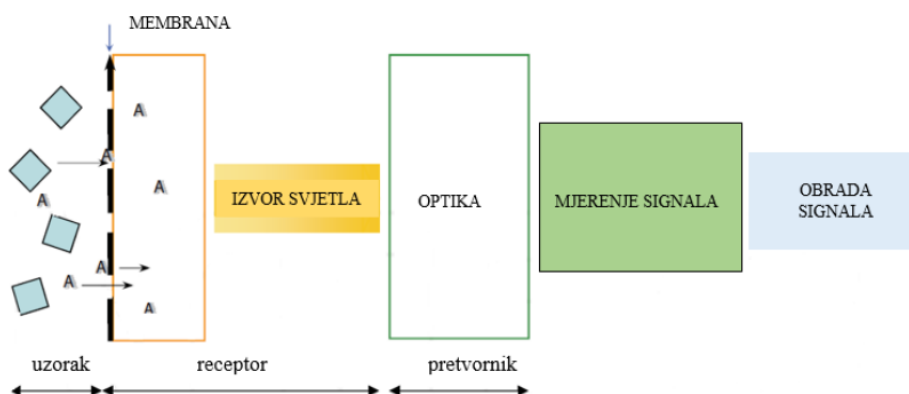 MEMBRANA
A
A
A
A
A
A
A
IZVOR SVJETLA
OPTIKA
MJERENJE SIGNALA
OBRADA
SIGNALA
uzorak
receptor
pretvornik